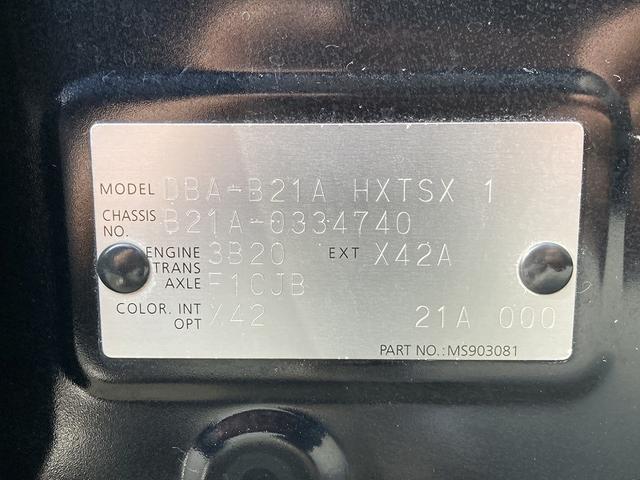 MODEL DBA-B21A HXTSX 1
CHASSIS NO. B21A-0334740
ENGINE 3B20 EXT X42A
TRANS AXLE F1CJB
COLOR. INT OPT X42 21A 000
PART NO.: MS903081